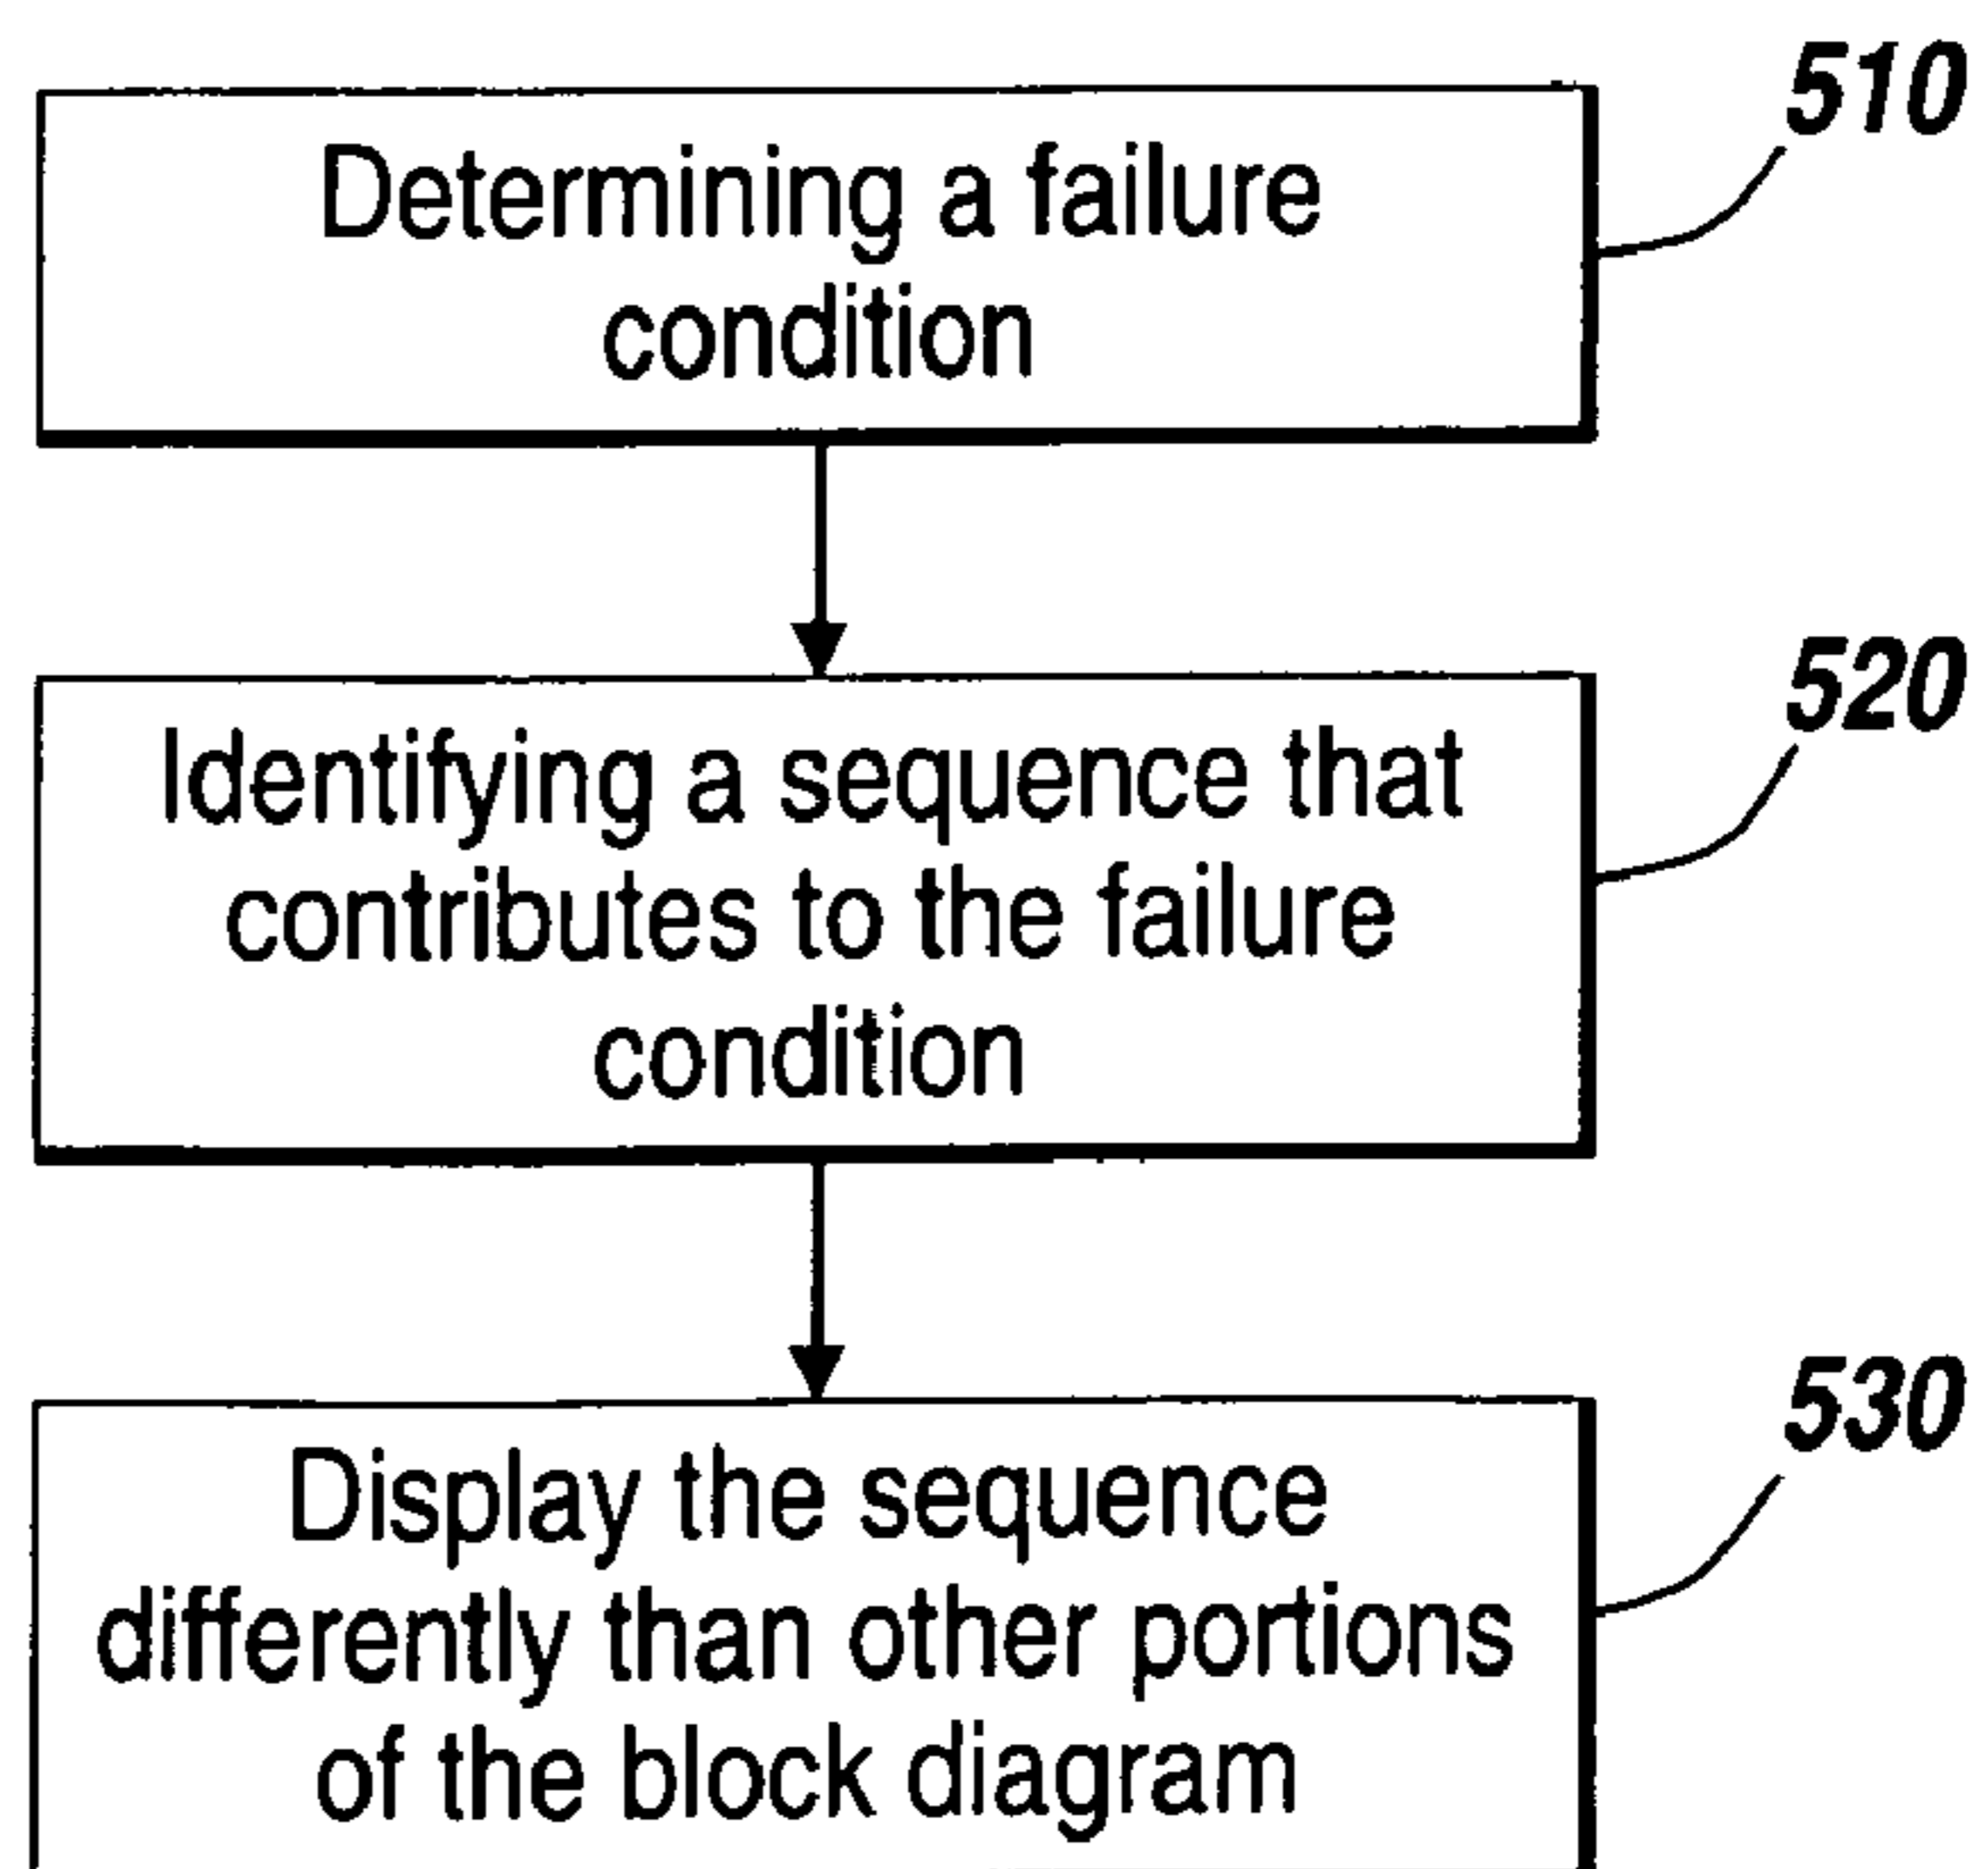 510
Determining a failure
condition
520
Identifying a sequence that
contributes to the failure
condition
530
Display the sequence
differently than other portions
of the block diagram